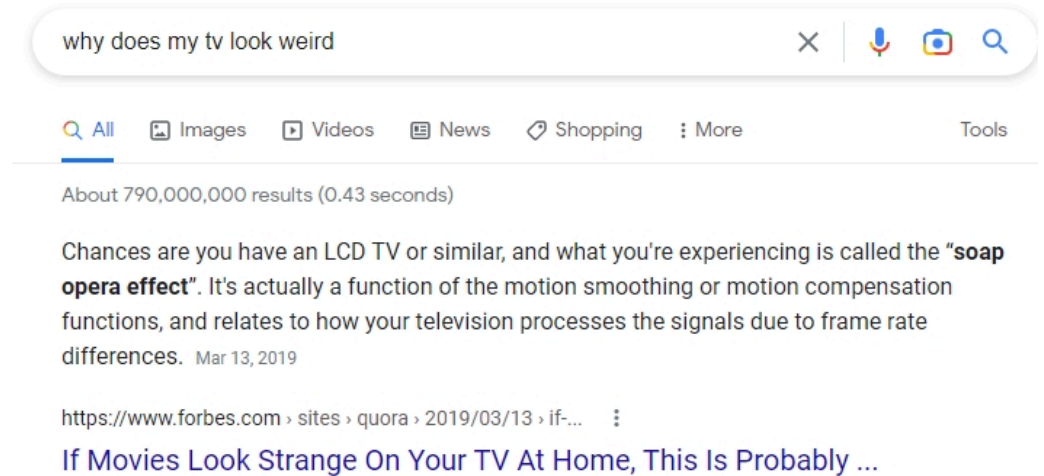 why does my tv look weird
All Images Videos News Shopping More Tools
About 790,000,000 results (0.43 seconds)
Chances are you have an LCD TV or similar, and what you're experiencing is called the “soap
opera effect”. It's actually a function of the motion smoothing or motion compensation
functions, and relates to how your television processes the signals due to frame rate
differences. Mar 13, 2019
https://www.forbes.com › sites › quora › 2019/03/13 › if-...
If Movies Look Strange On Your TV At Home, This Is Probably ...